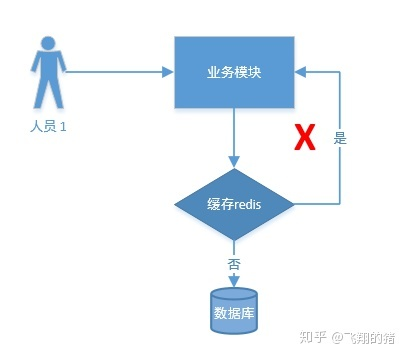 业务模块
人员 1
X
是
缓存redis
否
数据库
知乎 @飞翔的猪